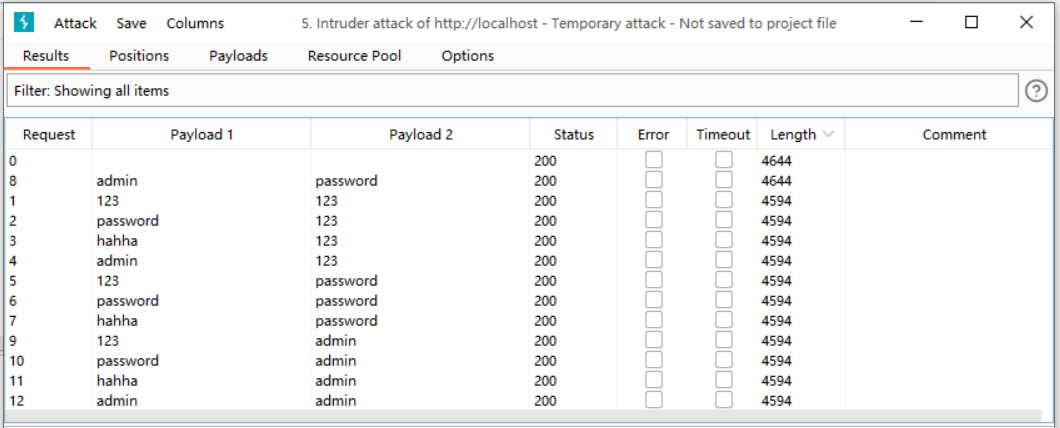 Attack Save Columns 5. Intruder attack of http://localhost - Temporary attack - Not saved to project file
Results Positions Payloads Resource Pool Options
Filter: Showing all items
Request Payload 1 Payload 2 Status Error Timeout Length Comment
0 200 4644
8 admin password 200 4644
1 123 123 200 4594
2 password 123 200 4594
3 hahha 123 200 4594
4 admin 123 200 4594
5 123 password 200 4594
6 password password 200 4594
7 hahha password 200 4594
9 123 admin 200 4594
10 password admin 200 4594
11 hahha admin 200 4594
12 admin admin 200 4594